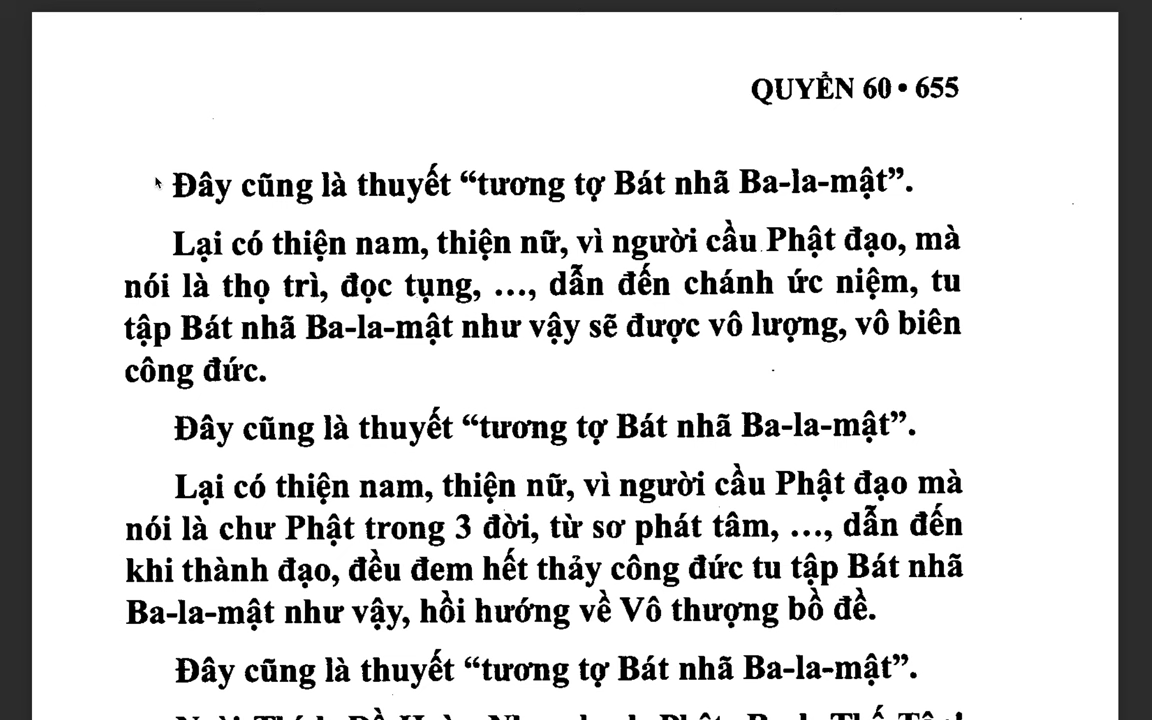 QUYỂN 60 • 655
Đây cũng là thuyết “tương tợ Bát nhã Ba-la-mật”.
Lại có thiện nam, thiện nữ, vì người cầu Phật đạo, mà
nói là thọ trì, đọc tụng, …, dẫn đến chánh ức niệm, tu
tập Bát nhã Ba-la-mật như vậy sẽ được vô lượng, vô biên
công đức.
Đây cũng là thuyết “tương tợ Bát nhã Ba-la-mật”.
Lại có thiện nam, thiện nữ, vì người cầu Phật đạo mà
nói là chư Phật trong 3 đời, từ sơ phát tâm, …, dẫn đến
khi thành đạo, đều đem hết thảy công đức tu tập Bát nhã
Ba-la-mật như vậy, hồi hướng về Vô thượng bồ đề.
Đây cũng là thuyết “tương tợ Bát nhã Ba-la-mật”.